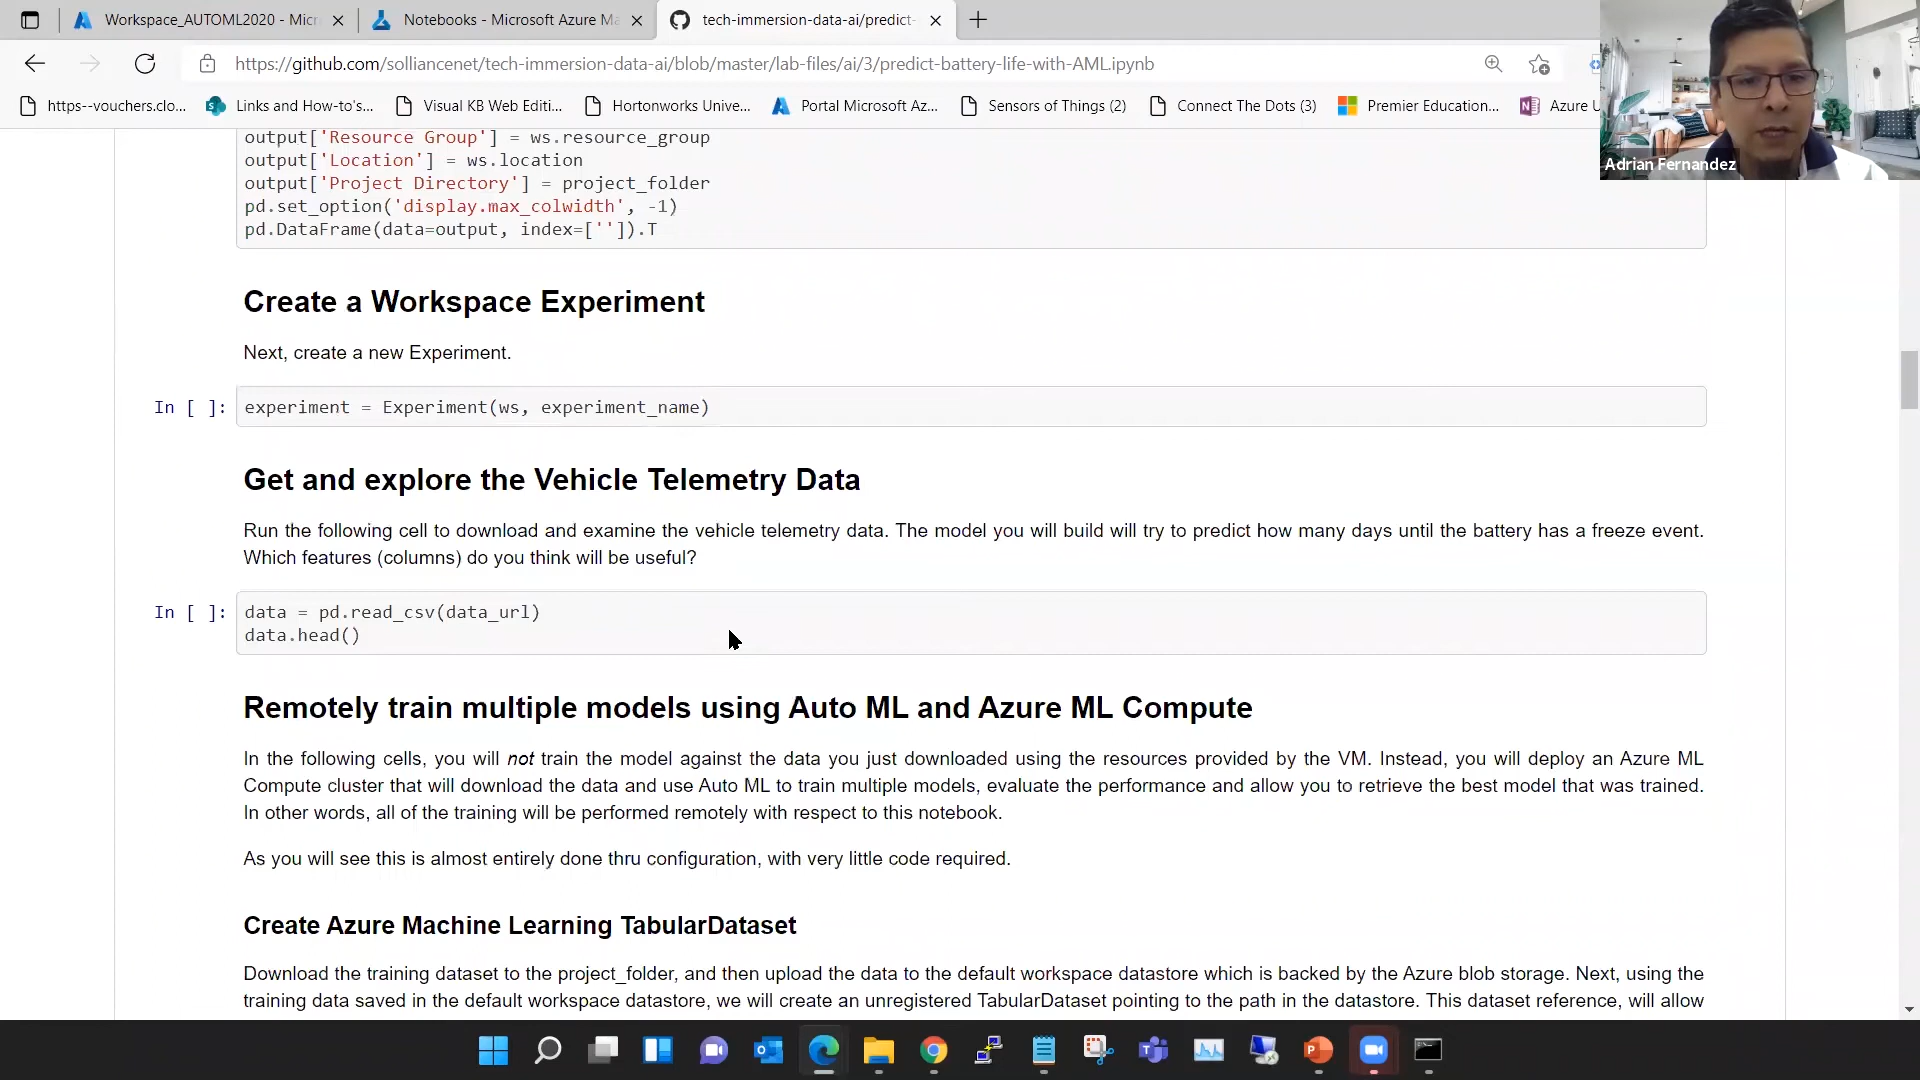 Workspace_AUTOML2020 - Micr
Notebooks - Microsoft Azure Ma
tech-immersion-data-ai/predict-
https://github.com/solliancenet/tech-immersion-data-ai/blob/master/lab-files/ai/3/predict-battery-life-with-AML.ipynb
https--vouchers.clo...
Links and How-to's...
Visual KB Web Editi...
Hortonworks Unive...
Portal Microsoft Az...
Sensors of Things (2)
Connect The Dots (3)
Premier Education...
Azure U
Adrian Fernandez
output['Resource Group'] = ws.resource_group
output['Location'] = ws.location
output['Project Directory'] = project_folder
pd.set_option('display.max_colwidth', -1)
pd.DataFrame(data=output, index=['']).T
Create a Workspace Experiment
Next, create a new Experiment.
In [ ]: experiment = Experiment(ws, experiment_name)
Get and explore the Vehicle Telemetry Data
Run the following cell to download and examine the vehicle telemetry data. The model you will build will try to predict how many days until the battery has a freeze event.
Which features (columns) do you think will be useful?
In [ ]: data = pd.read_csv(data_url)
data.head()
Remotely train multiple models using Auto ML and Azure ML Compute
In the following cells, you will not train the model against the data you just downloaded using the resources provided by the VM. Instead, you will deploy an Azure ML
Compute cluster that will download the data and use Auto ML to train multiple models, evaluate the performance and allow you to retrieve the best model that was trained.
In other words, all of the training will be performed remotely with respect to this notebook.
As you will see this is almost entirely done thru configuration, with very little code required.
Create Azure Machine Learning TabularDataset
Download the training dataset to the project_folder, and then upload the data to the default workspace datastore which is backed by the Azure blob storage. Next, using the
training data saved in the default workspace datastore, we will create an unregistered TabularDataset pointing to the path in the datastore. This dataset reference, will allow